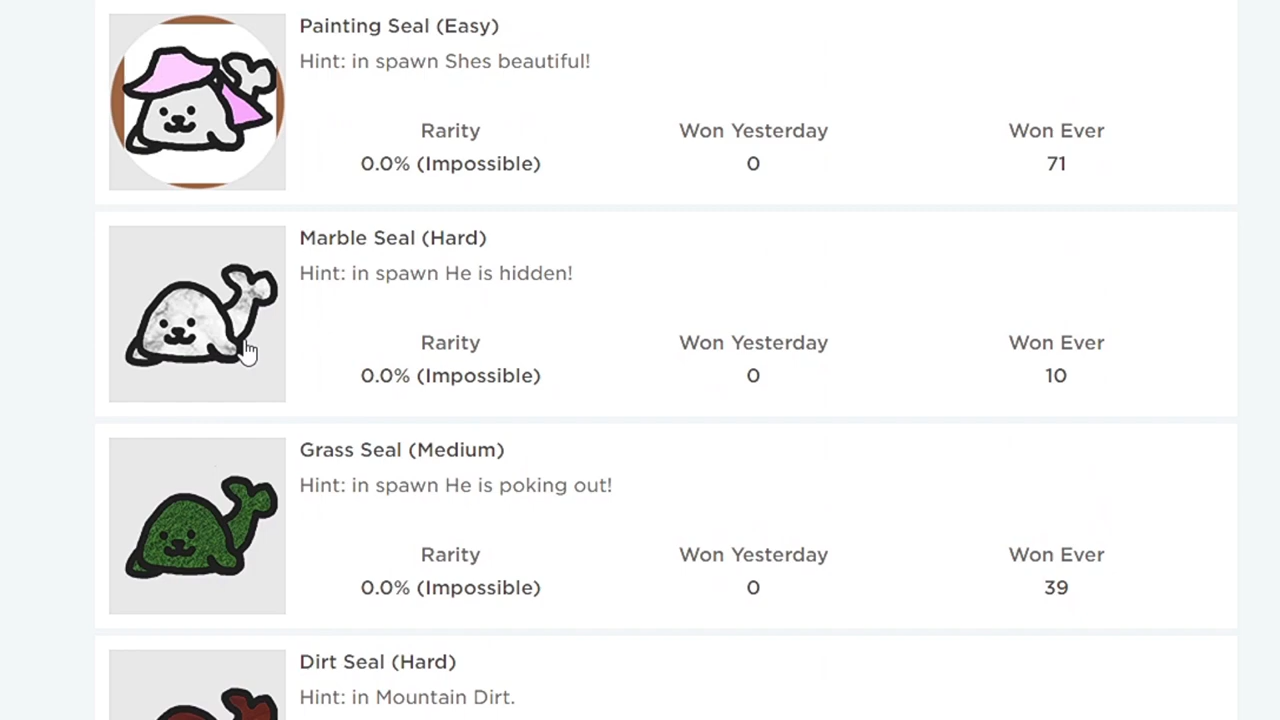 Painting Seal (Easy)
Hint: in spawn Shes beautiful!
Rarity Won Yesterday Won Ever
0.0% (Impossible) 0 71
Marble Seal (Hard)
Hint: in spawn He is hidden!
Rarity Won Yesterday Won Ever
0.0% (Impossible) 0 10
Grass Seal (Medium)
Hint: in spawn He is poking out!
Rarity Won Yesterday Won Ever
0.0% (Impossible) 0 39
Dirt Seal (Hard)
Hint: in Mountain Dirt.